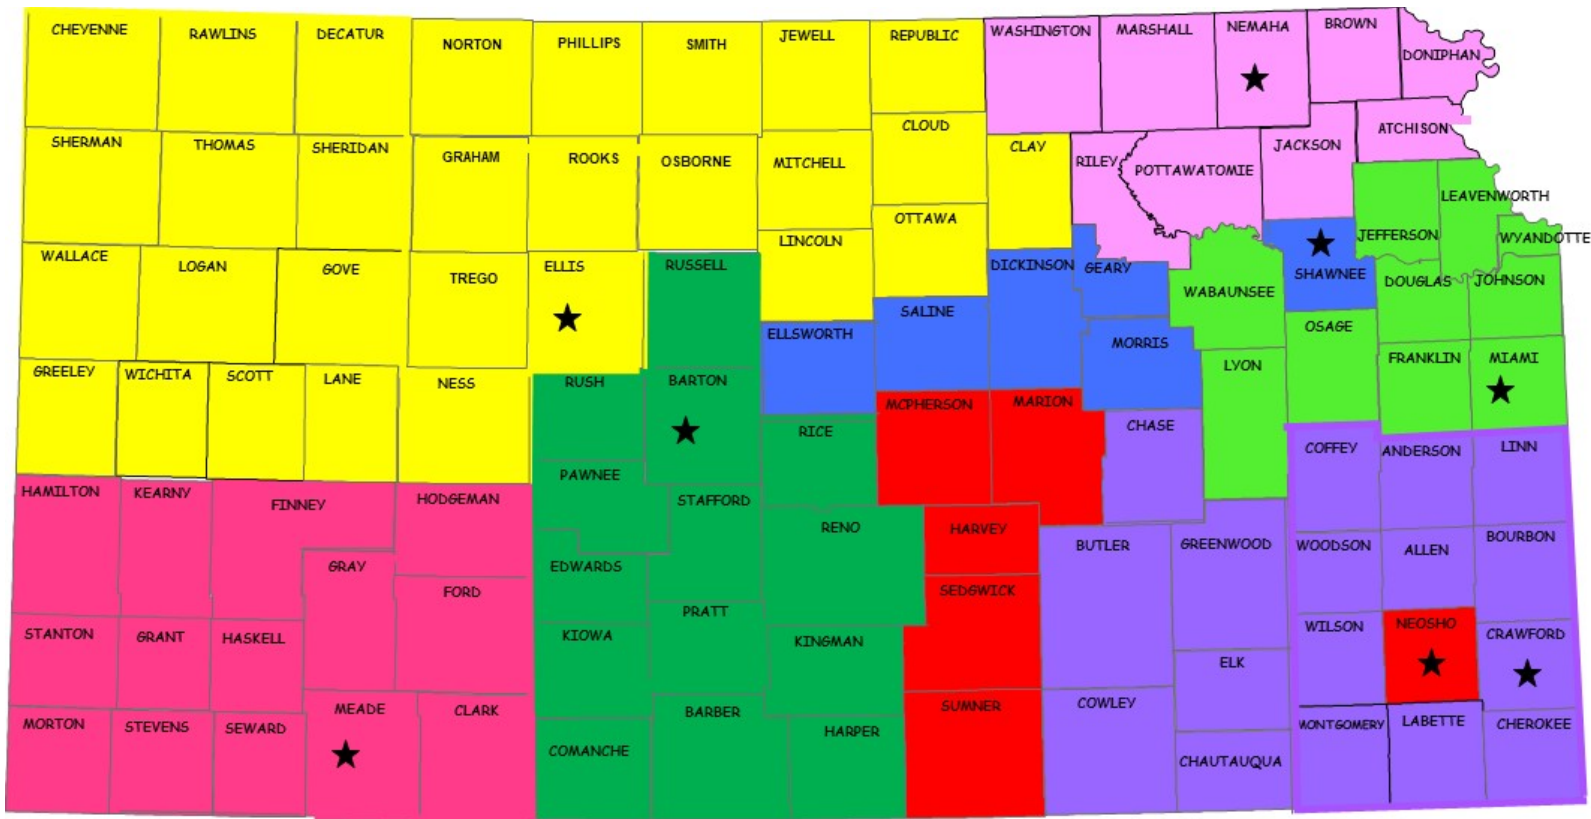 CHEYENNE RAWLINS DECATUR NORTON PHILLIPS SMITH JEWELL REPUBLIC WASHINGTON MARSHALL NEMAHA BROWN DONIPHAN
SHERMAN THOMAS SHERIDAN GRAHAM ROOKS OSBORNE MITCHELL CLOUD CLAY RILEY POTTAWATOMIE JACKSON ATCHISON
OTTAWA LEAVENWORTH
LINCOLN JEFFERSON WYANDOTTE
WALLACE LOGAN GOVE TREGO ELLIS RUSSELL DICKINSON GEARY WABAUNSEE SHAWNEE DOUGLAS JOHNSON
ELLSWORTH SALINE MORRIS OSAGE
GREELEY WICHITA SCOTT LANE NESS RUSH BARTON LYON FRANKLIN MIAMI
RICE MCPHERSON MARION CHASE
COFFEY ANDERSON LINN
HAMILTON KEARNY FINNEY HODGEMAN PAWNEE STAFFORD RENO HARVEY BUTLER GREENWOOD WOODSON ALLEN BOURBON
GRAY FORD EDWARDS SEDGWICK
STANTON GRANT HASKELL KIOWA PRATT KINGMAN ELK WILSON NEOSHO CRAWFORD
MORTON STEVENS SEWARD MEADE CLARK COMANCHE BARBER HARPER SUMNER COWLEY CHAUTAUQUA MONTGOMERY LABETTE CHEROKEE